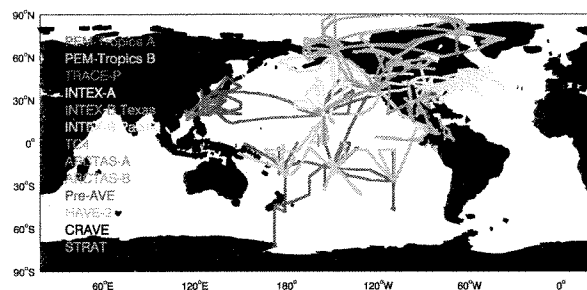 90°N
60°N
30°N
0°
30°S
60°S
90°S
PEM-Tropics A
PEM-Tropics B
TRACE-P
INTEX-A
INTEX-B Texas
INTEX-B
TC4
ARCTAS-A
ARCTAS-B
Pre-AVE
CRAVE
STRAT
60°E
120°E
180°W
120°W
60°W
0°